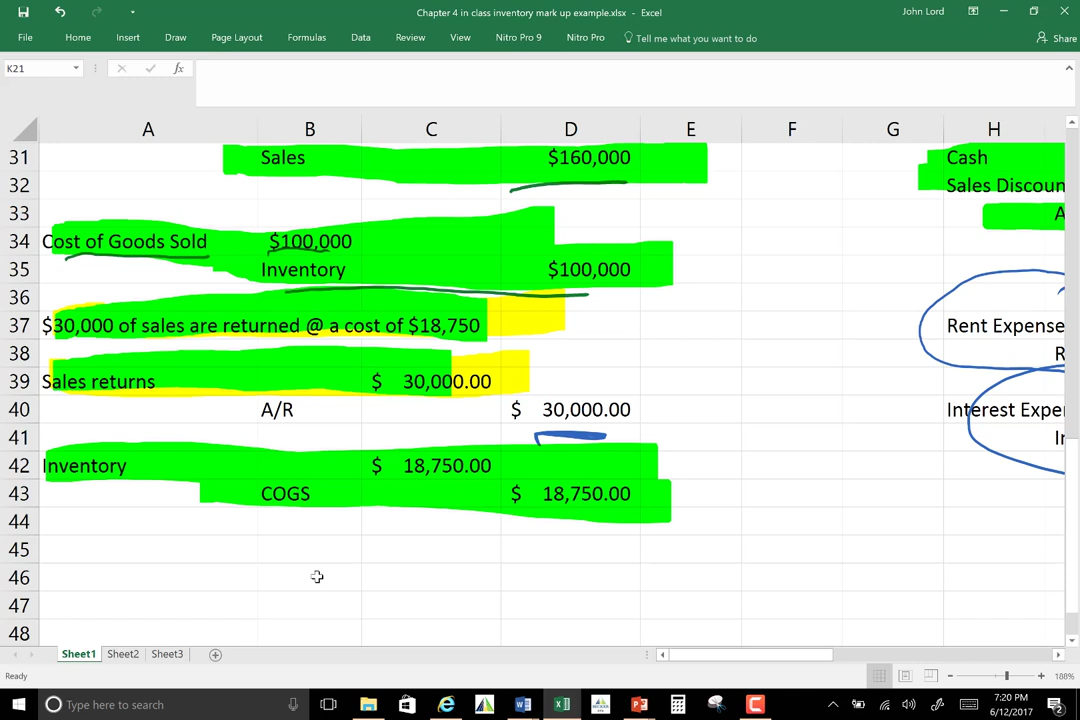 Chapter 4 in class inventory mark up example.xlsx - Excel
John Lord
File Home Insert Draw Page Layout Formulas Data Review View Nitro Pro 9 Nitro Pro Tell me what you want to do Share
K21 fx
A B C D E F G H
31 Sales $160,000 Cash
32 Sales Discoun
33
34 Cost of Goods Sold $100,000
35 Inventory $100,000
36
37 $30,000 of sales are returned @ a cost of $18,750 Rent Expense
38 R
39 Sales returns $ 30,000.00
40 A/R $ 30,000.00 Interest Expe
41 In
42 Inventory $ 18,750.00
43 COGS $ 18,750.00
44
45
46
47
48
Sheet1 Sheet2 Sheet3
Ready 188%
Type here to search
7:20 PM
6/12/2017
2